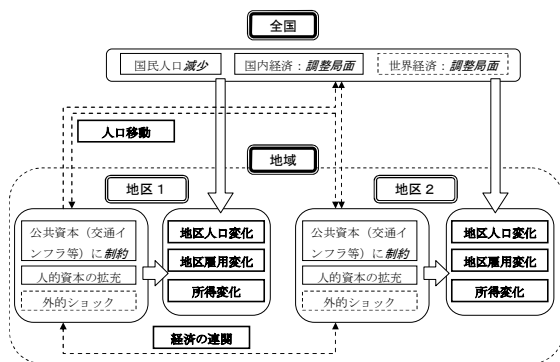 全国
国民人口減少
国内経済：調整局面
世界経済：調整局面
人口移動
地域
地区１
地区２
公共資本（交通イ
ンフラ等）に制約
人的資本の拡充
外的ショック
地区人口変化
地区雇用変化
所得変化
公共資本（交通イ
ンフラ等）に制約
人的資本の拡充
外的ショック
地区人口変化
地区雇用変化
所得変化
経済の連関